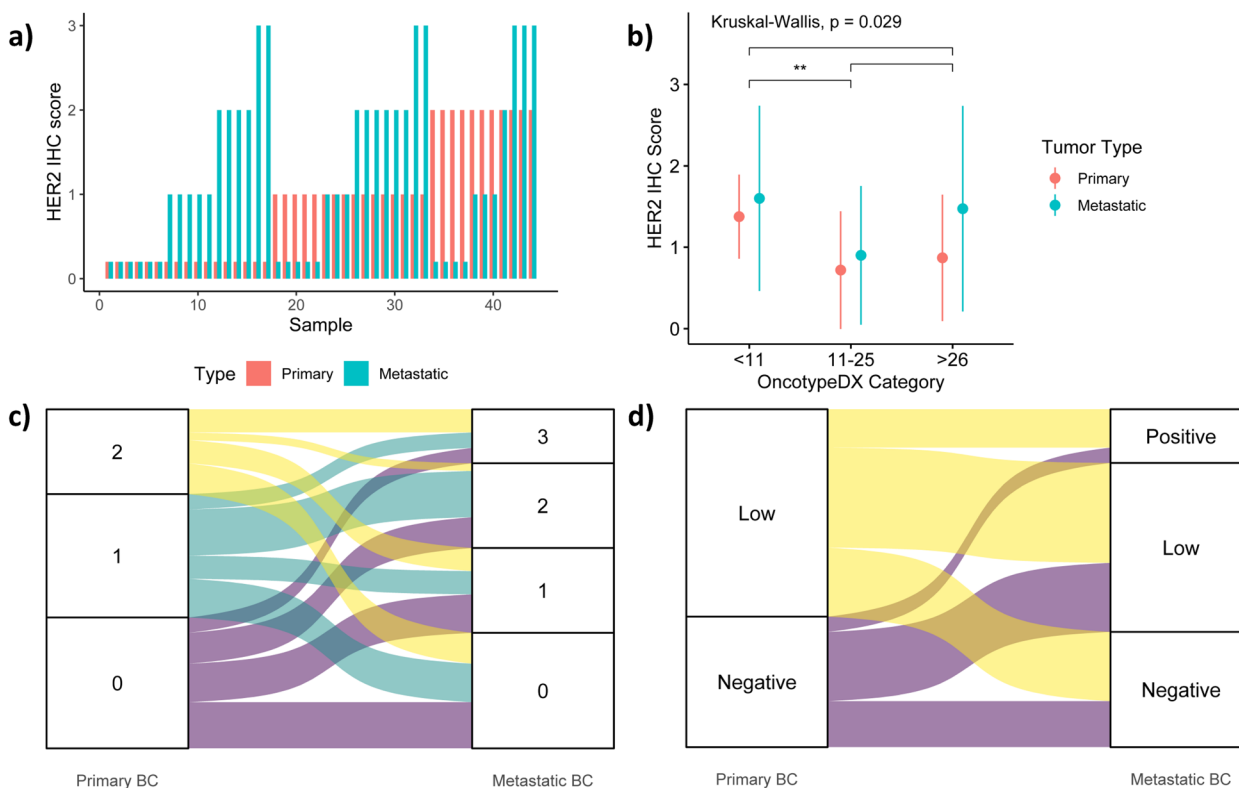 a)
HER2 IHC score
3
2
1
0
0
10
20
30
40
Sample
Type
Primary
Metastatic
b)
Kruskal-Wallis, p = 0.029
**
HER2 IHC Score
3
2
1
0
<11
11-25
>26
OncotypeDX Category
Tumor Type
Primary
Metastatic
c)
2
1
0
3
2
1
0
Primary BC
Metastatic BC
d)
Low
Negative
Positive
Low
Negative
Primary BC
Metastatic BC